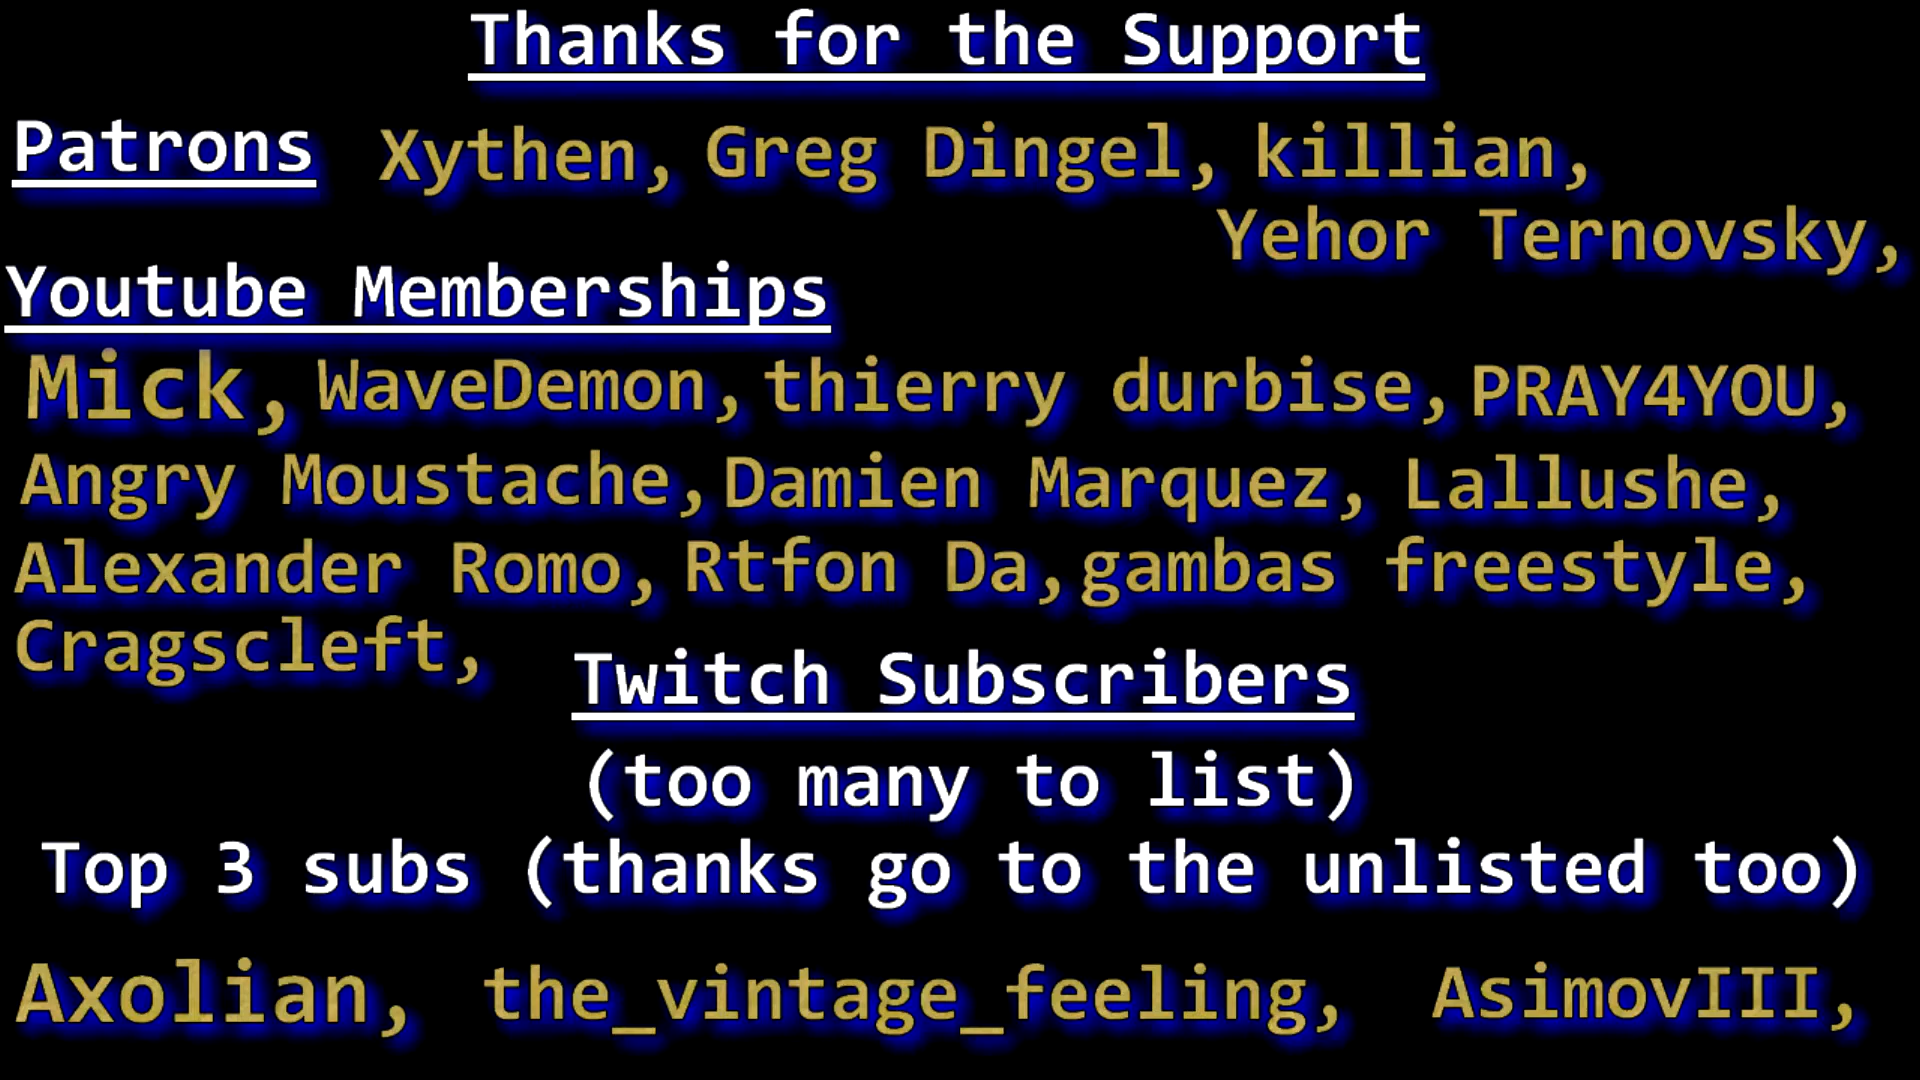 Thanks for the Support
Patrons Xythen, Greg Dingel, killian,
Yehor Ternovsky,
Youtube Memberships
Mick, WaveDemon, thierry durbise, PRAY4YOU,
Angry Moustache, Damien Marquez, Lallushe,
Alexander Romo, Rtfon Da, gambas freestyle,
Cragscleft,
Twitch Subscribers
(too many to list)
Top 3 subs (thanks go to the unlisted too)
Axolian, the_vintage_feeling, AsimovIII,